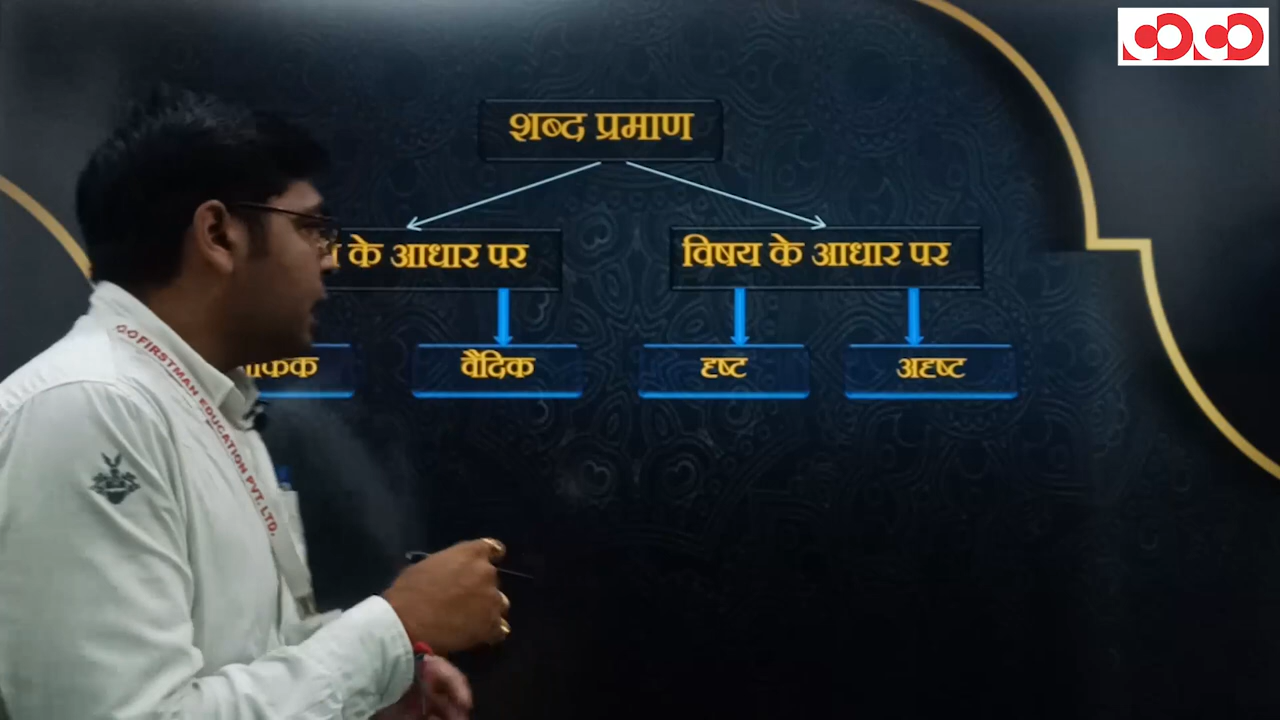 शब्द प्रमाण
के आधार पर
विषय के आधार पर
वैदिक
दृष्ट
अदृष्ट
FIRSTMAN EDUCATION PVT. LTD.